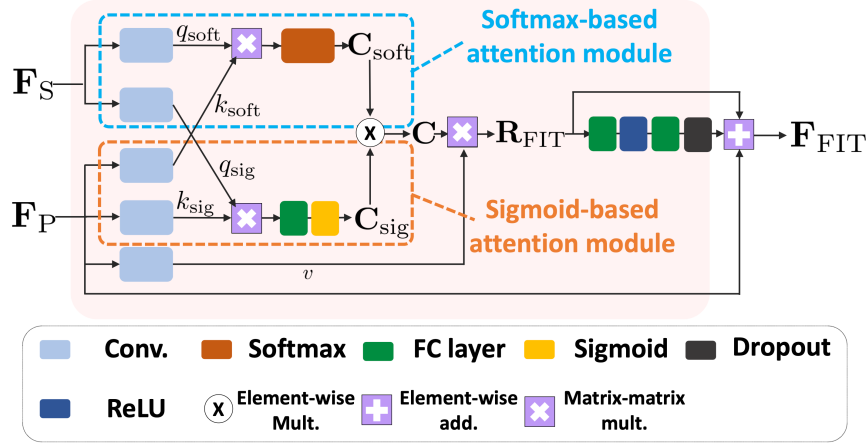 Softmax-based
attention module
q_soft
C_soft
F_S
k_soft
C
R_FIT
F_FIT
q_sig
F_P
k_sig
C_sig
Sigmoid-based
attention module
v
Conv.
Softmax
FC layer
Sigmoid
Dropout
ReLU
Element-wise
Mult.
Element-wise
add.
Matrix-matrix
mult.